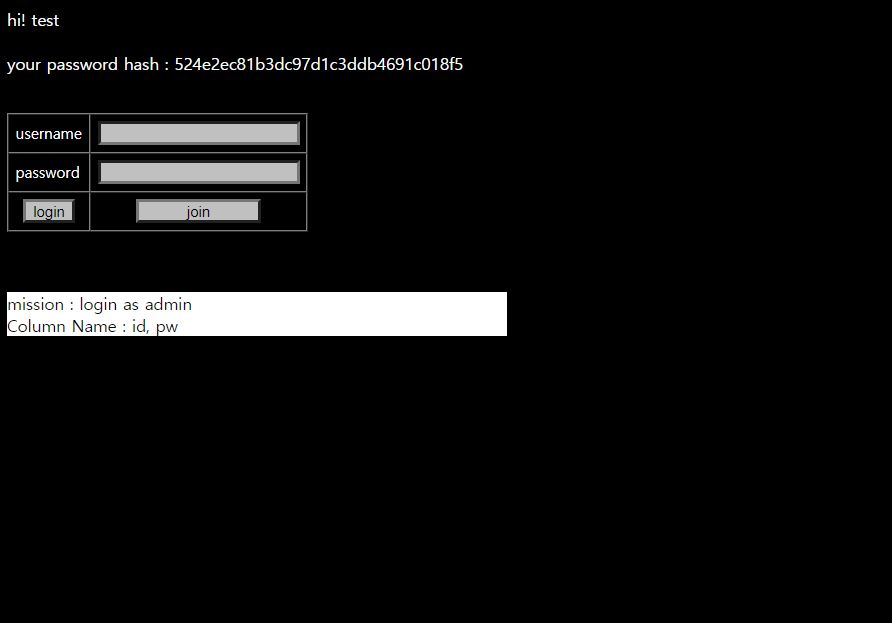 hi! test
your password hash : 524e2ec81b3dc97d1c3ddb4691c018f5
username
password
login join
mission : login as admin
Column Name : id, pw